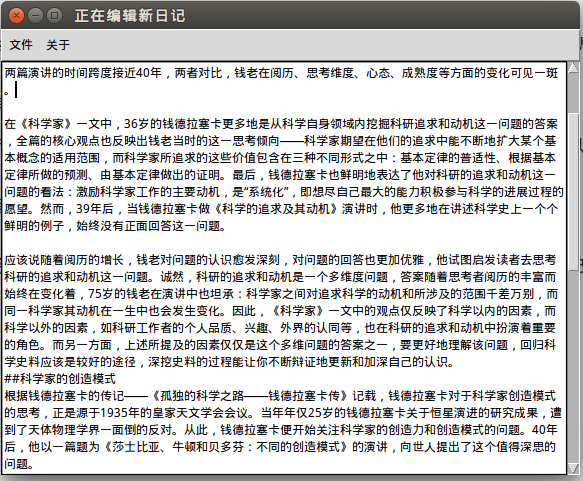 正在编辑新日记
文件 关于
两篇演讲的时间跨度接近40年，两者对比，钱老在阅历、思考维度、心态、成熟度等方面的变化可见一斑
。
在《科学家》一文中，36岁的钱德拉塞卡更多地是从科学自身领域内挖掘科研追求和动机这一问题的答案
，全篇的核心观点也反映出钱老当时的这一思考倾向——科学家期望在他们的追求中能不断地扩大某个基
本概念的适用范围，而科学家所追求的这些价值包含在三种不同形式之中：基本定律的普适性、根据基本
定律所做的预测、由基本定律做出的证明。最后，钱德拉塞卡也鲜明地表达了他对科研的追求和动机这一
问题的看法：激励科学家工作的主要动机，是“系统化”，即想尽自己最大的能力积极参与科学的进展过程的
愿望。然而，39年后，当钱德拉塞卡做《科学的追求及其动机》演讲时，他更多地在讲述科学史上一个个
鲜明的例子，始终没有正面回答这一问题。
应该说随着阅历的增长，钱老对问题的认识愈发深刻，对问题的回答也更加优雅，他试图启发读者去思考
科研的追求和动机这一问题。诚然，科研的追求和动机是一个多维度问题，答案随着思考者阅历的丰富而
始终在变化着，75岁的钱老在演讲中也坦承：科学家之间对追求科学的动机和所涉及的范围千差万别，而
同一科学家其动机在一生中也会发生变化。因此，《科学家》一文中的观点仅反映了科学以内的因素，而
科学以外的因素，如科研工作者的个人品质、兴趣、外界的认同等，也在科研的追求和动机中扮演着重要
的角色。而另一方面，上述所提及的因素仅仅是这个多维问题的答案之一，要更好地理解该问题，回归科
学史料应该是较好的途径，深挖史料的过程能让你不断辩证地更新和加深自己的认识。
##科学家的创造模式
根据钱德拉塞卡的传记——《孤独的科学之路——钱德拉塞卡传》记载，钱德拉塞卡对于科学家创造模式
的思考，正是源于1935年的皇家天文学会会议。当年年仅25岁的钱德拉塞卡关于恒星演进的研究成果，遭
到了天体物理学界一面倒的反对。从此，钱德拉塞卡便开始关注科学家的创造力和创造模式的问题。40年
后，他以一篇题为《莎士比亚、牛顿和贝多芬：不同的创造模式》的演讲，向世人提出了这个值得深思的
问题。